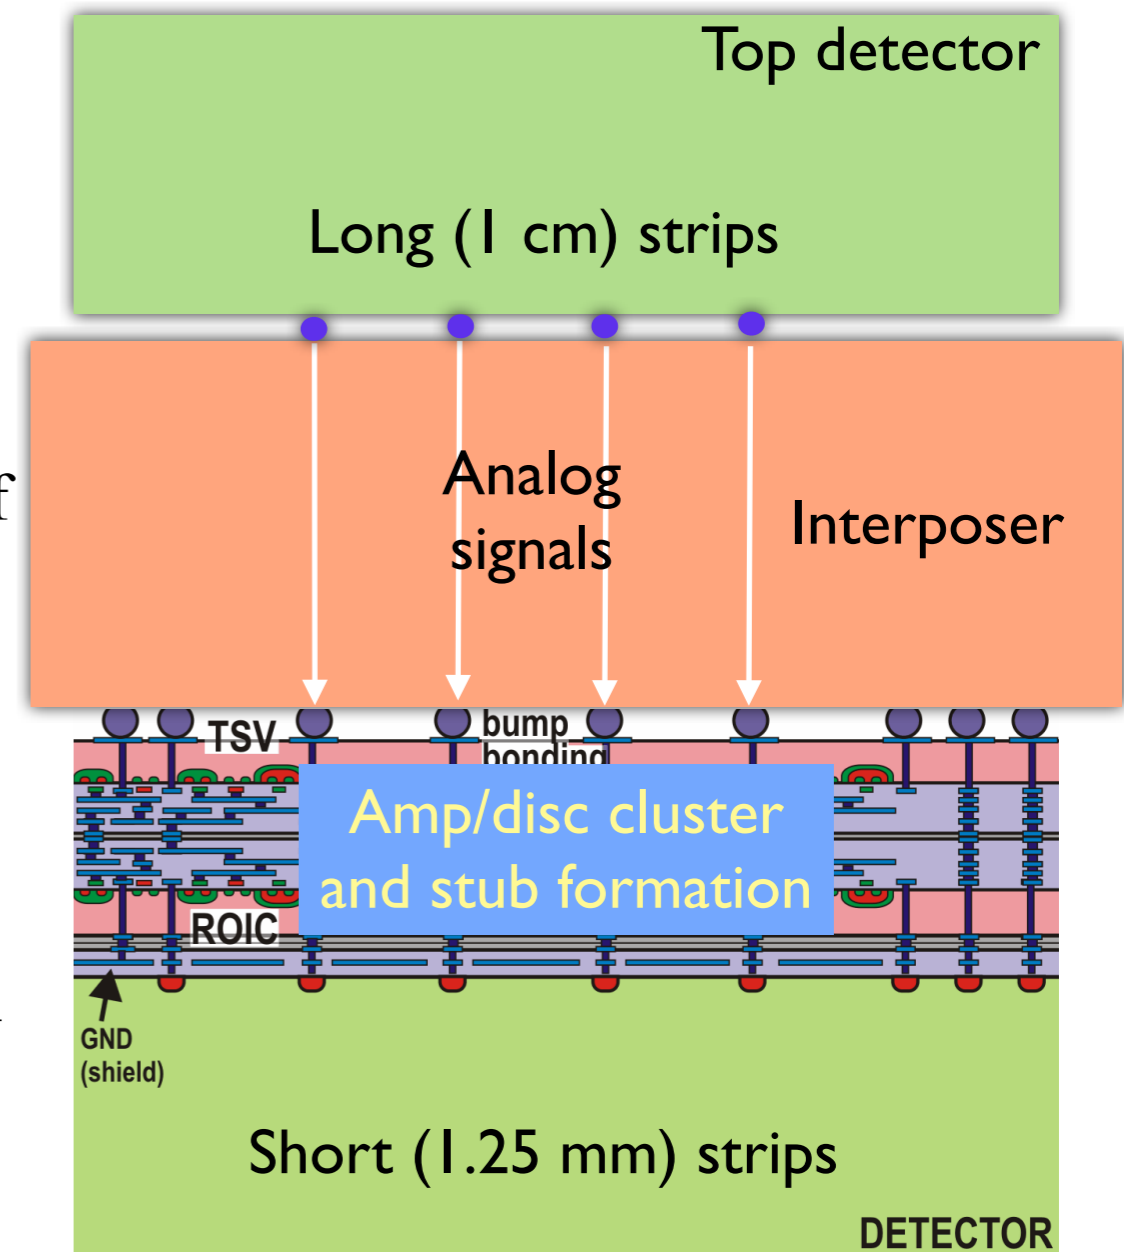 Top detector
Long (1 cm) strips
f
Analog
signals
Interposer
TSV
bump
bonding
Amp/disc cluster
and stub formation
ROIC
GND
(shield)
Short (1.25 mm) strips
DETECTOR